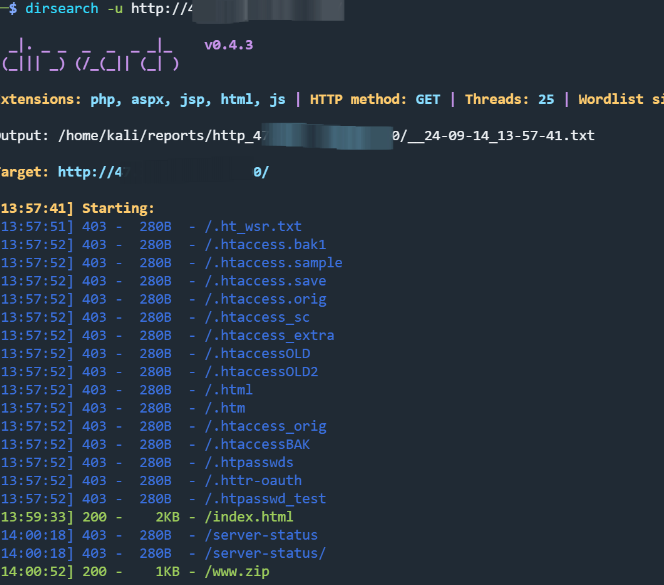 $ dirsearch -u http://4
_|. _ _ _ _ _ _|_ v0.4.3
(_||| _) (/_(_|| (_| )
xtensions: php, aspx, jsp, html, js | HTTP method: GET | Threads: 25 | Wordlist si
utput: /home/kali/reports/http_47 0/__24-09-14_13-57-41.txt
arget: http://4 0/
[13:57:41] Starting:
13:57:51] 403 - 280B - /.ht_wsr.txt
13:57:52] 403 - 280B - /.htaccess.bak1
13:57:52] 403 - 280B - /.htaccess.sample
13:57:52] 403 - 280B - /.htaccess.save
13:57:52] 403 - 280B - /.htaccess.orig
13:57:52] 403 - 280B - /.htaccess_sc
13:57:52] 403 - 280B - /.htaccess_extra
13:57:52] 403 - 280B - /.htaccessOLD
13:57:52] 403 - 280B - /.htaccessOLD2
13:57:52] 403 - 280B - /.html
13:57:52] 403 - 280B - /.htm
13:57:52] 403 - 280B - /.htaccess_orig
13:57:52] 403 - 280B - /.htaccessBAK
13:57:52] 403 - 280B - /.htpasswds
13:57:52] 403 - 280B - /.httr-oauth
13:57:52] 403 - 280B - /.htpasswd_test
13:59:33] 200 - 2KB - /index.html
14:00:18] 403 - 280B - /server-status
14:00:18] 403 - 280B - /server-status/
14:00:52] 200 - 1KB - /www.zip